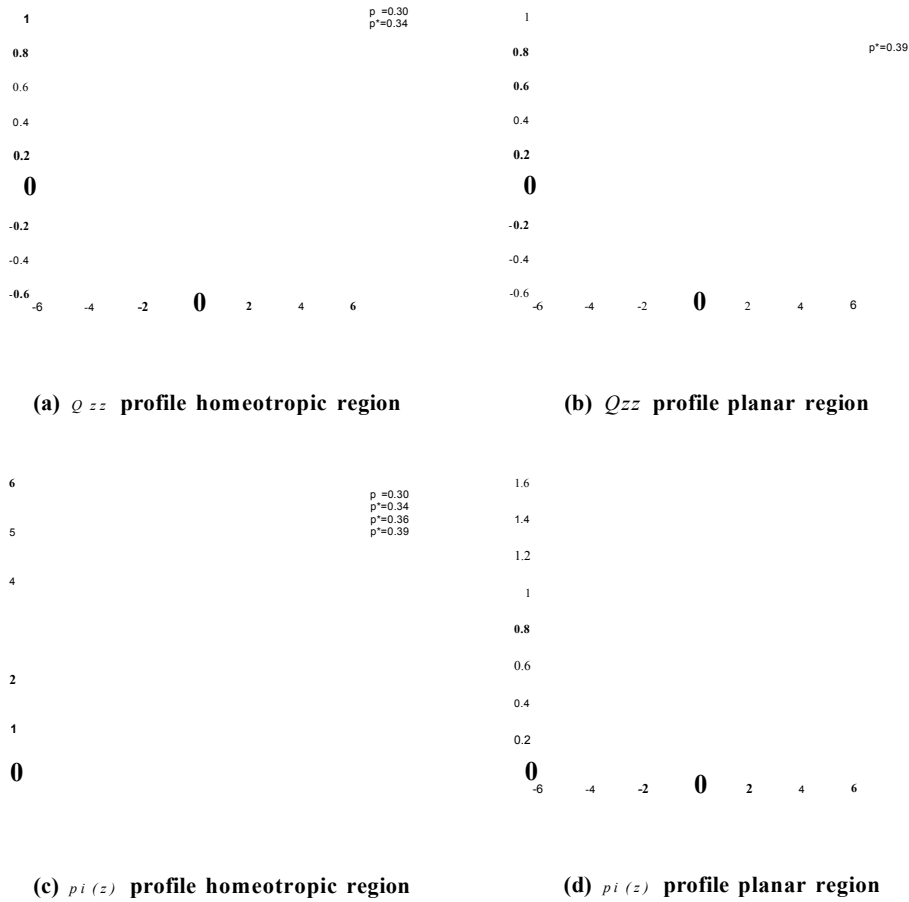 p =0.30
p*=0.34
1
0.8
0.6
0.4
0.2
0
-0.2
-0.4
-0.6
-6 -4 -2 0 2 4 6
(a) Q zz profile homeotropic region
p*=0.39
1
0.8
0.6
0.4
0.2
0
-0.2
-0.4
-0.6
-6 -4 -2 0 2 4 6
(b) Qzz profile planar region
p =0.30
p*=0.34
p*=0.36
p*=0.39
6
5
4
2
1
0
(c) pi (z) profile homeotropic region
1.6
1.4
1.2
1
0.8
0.6
0.4
0.2
0
-6 -4 -2 0 2 4 6
(d) pi (z) profile planar region